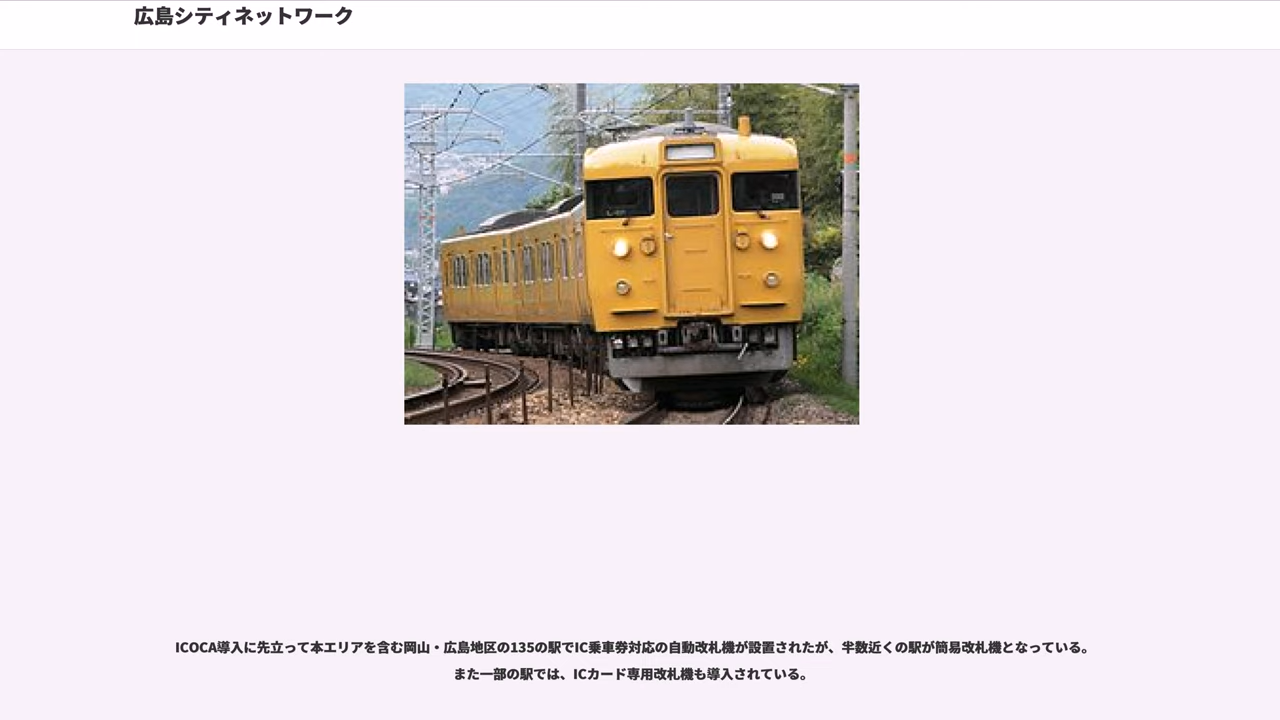 広島シティネットワーク
ICOCA導入に先立って本エリアを含む岡山・広島地区の135の駅でIC乗車券対応の自動改札機が設置されたが、半数近くの駅が簡易改札機となっている。
また一部の駅では、ICカード専用改札機も導入されている。